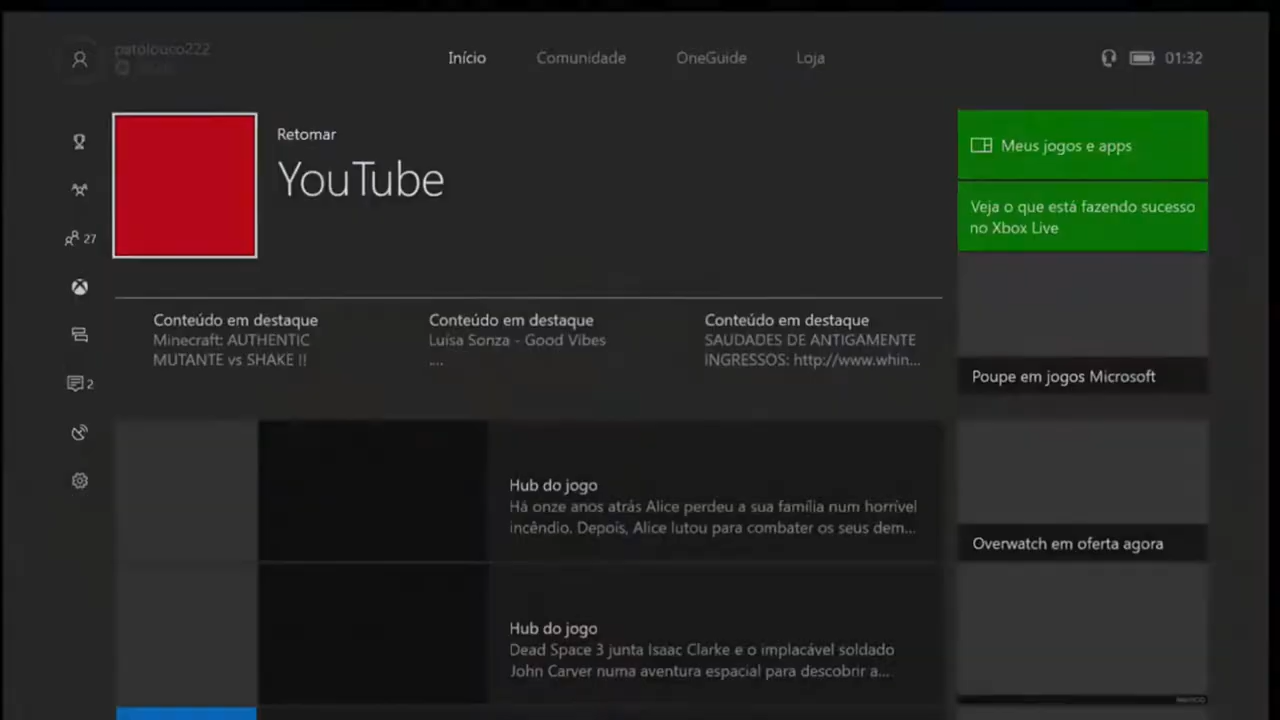 patolouco222
Início Comunidade OneGuide Loja
01:32
Retomar
YouTube
27
2
Conteúdo em destaque
Minecraft: AUTHENTIC
MUTANTE vs SHAKE !!
Conteúdo em destaque
Luísa Sonza - Good Vibes
....
Conteúdo em destaque
SAUDADES DE ANTIGAMENTE
INGRESSOS: http://www.whin...
Hub do jogo
Há onze anos atrás Alice perdeu a sua família num horrível
incêndio. Depois, Alice lutou para combater os seus dem...
Hub do jogo
Dead Space 3 junta Isaac Clarke e o implacável soldado
John Carver numa aventura espacial para descobrir a...
Meus jogos e apps
Veja o que está fazendo sucesso
no Xbox Live
Poupe em jogos Microsoft
Overwatch em oferta agora